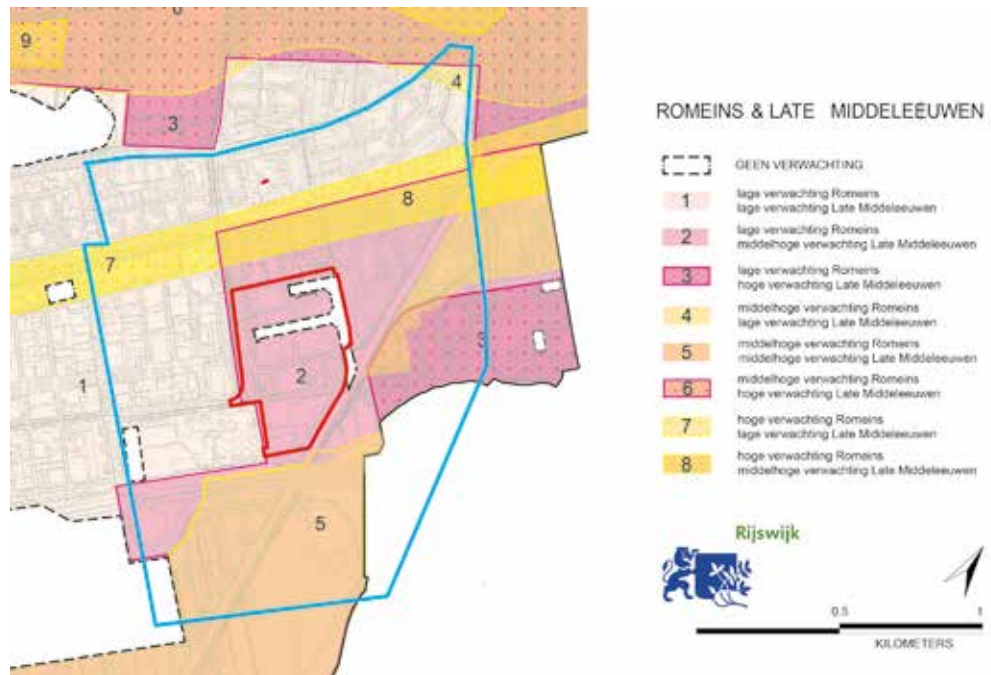 6
9
4
3
8
7
3
2
1
5
ROMEINS & LATE MIDDELEEUWEN
GEEN VERWACHTING
1
lage verwachting Romeins
lage verwachting Late Middeleeuwen
2
lage verwachting Romeins
middelhoge verwachting Late Middeleeuwen
3
lage verwachting Romeins
hoge verwachting Late Middeleeuwen
4
middelhoge verwachting Romeins
lage verwachting Late Middeleeuwen
5
middelhoge verwachting Romeins
middelhoge verwachting Late Middeleeuwen
6
middelhoge verwachting Romeins
hoge verwachting Late Middeleeuwen
7
hoge verwachting Romeins
lage verwachting Late Middeleeuwen
8
hoge verwachting Romeins
middelhoge verwachting Late Middeleeuwen
Rijswijk
0.5
1
KILOMETERS